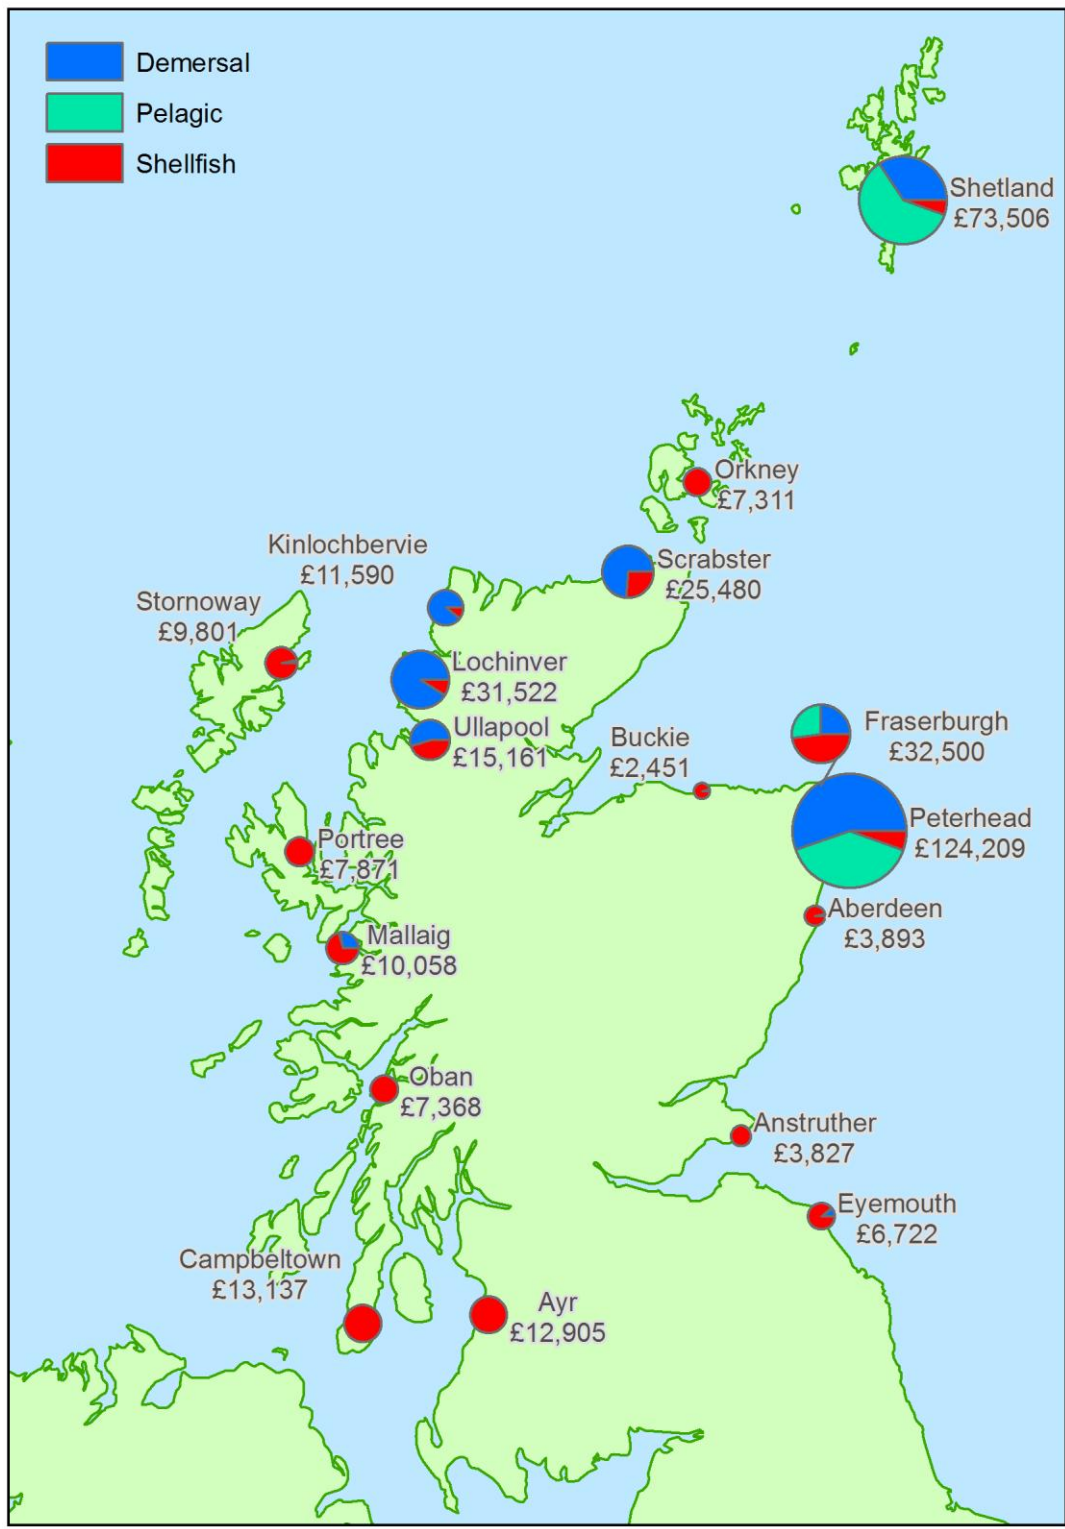 Demersal
Pelagic
Shellfish
Shetland
£73,506
Orkney
£7,311
Kinlochbervie
£11,590
Scrabster
£25,480
Stornoway
£9,801
Lochinver
£31,522
Ullapool
£15,161
Buckie
£2,451
Fraserburgh
£32,500
Peterhead
£124,209
Portree
£7,871
Aberdeen
£3,893
Mallaig
£10,058
Oban
£7,368
Anstruther
£3,827
Eyemouth
£6,722
Campbeltown
£13,137
Ayr
£12,905